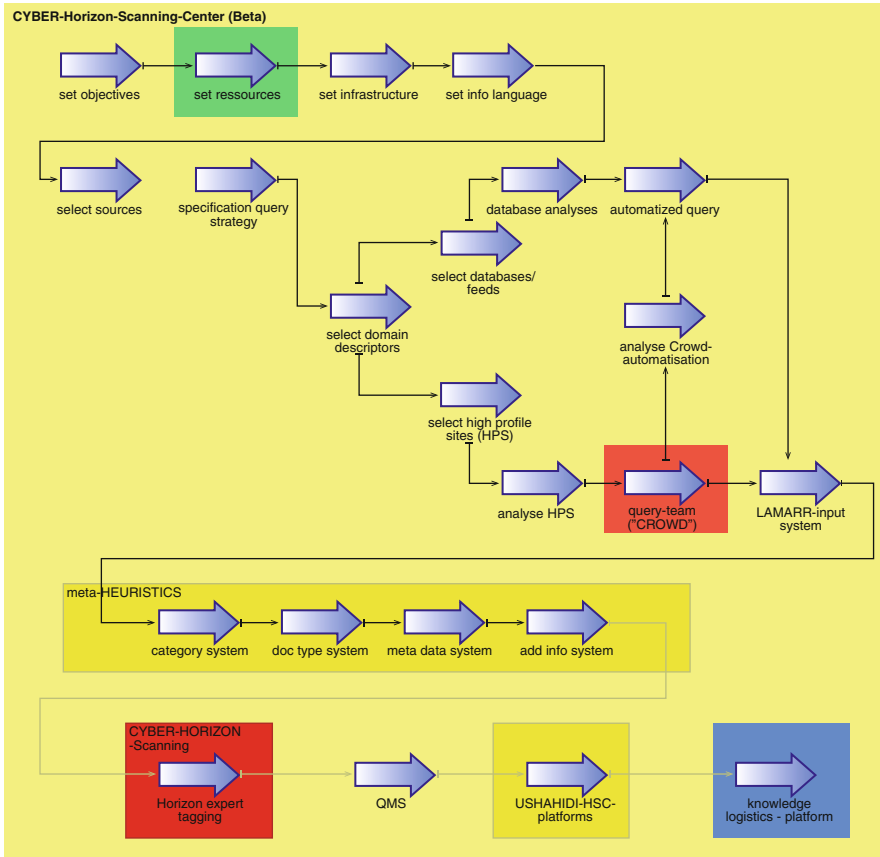 CYBER-Horizon-Scanning-Center (Beta)
set objectives
set ressources
set infrastructure
set info language
select sources
specification query
strategy
database analyses
automatized query
select databases/
feeds
select domain
descriptors
analyse Crowd-
automatisation
select high profile
sites (HPS)
analyse HPS
query-team
("CROWD")
LAMARR-input
system
meta-HEURISTICS
category system
doc type system
meta data system
add info system
CYBER-HORIZON
-Scanning
Horizon expert
tagging
QMS
USHAHIDI-HSC-
platforms
knowledge
logistics - platform